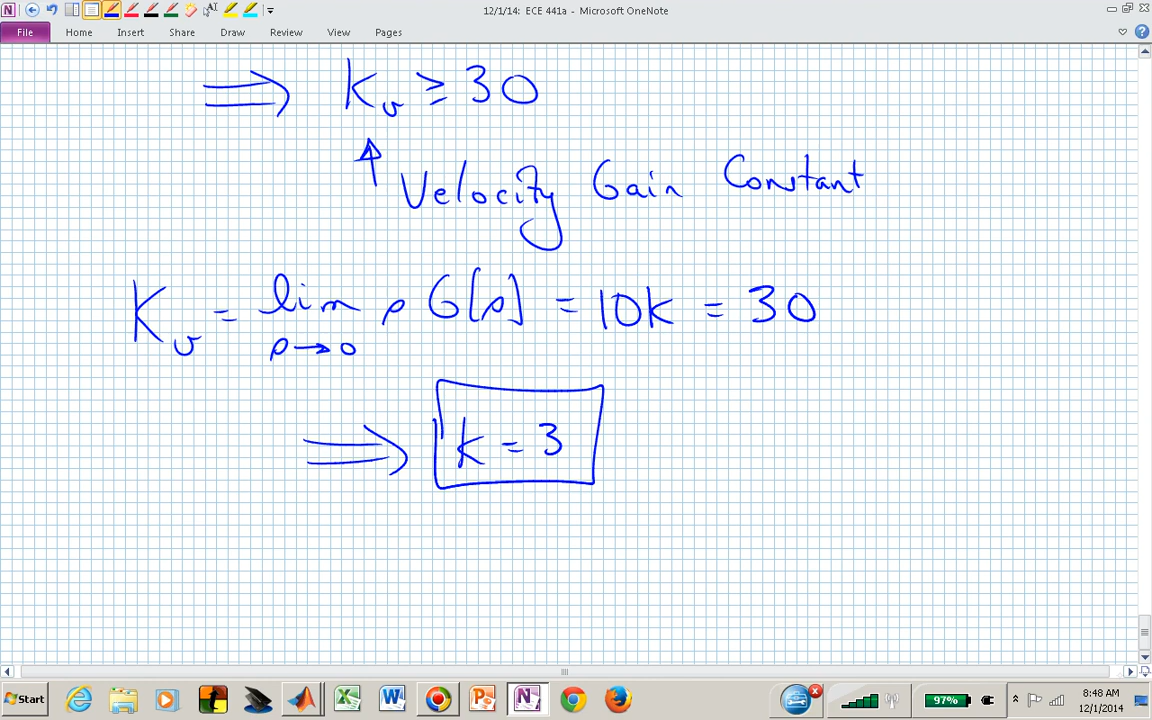 12/1/14: ECE 441a - Microsoft OneNote
File Home Insert Share Draw Review View Pages
⇒ Kv ≥ 30
↑ Velocity Gain Constant
Kv = lim s G(s) = 10K = 30
s→0
⇒ K = 3
Start
97%
8:48 AM
12/1/2014